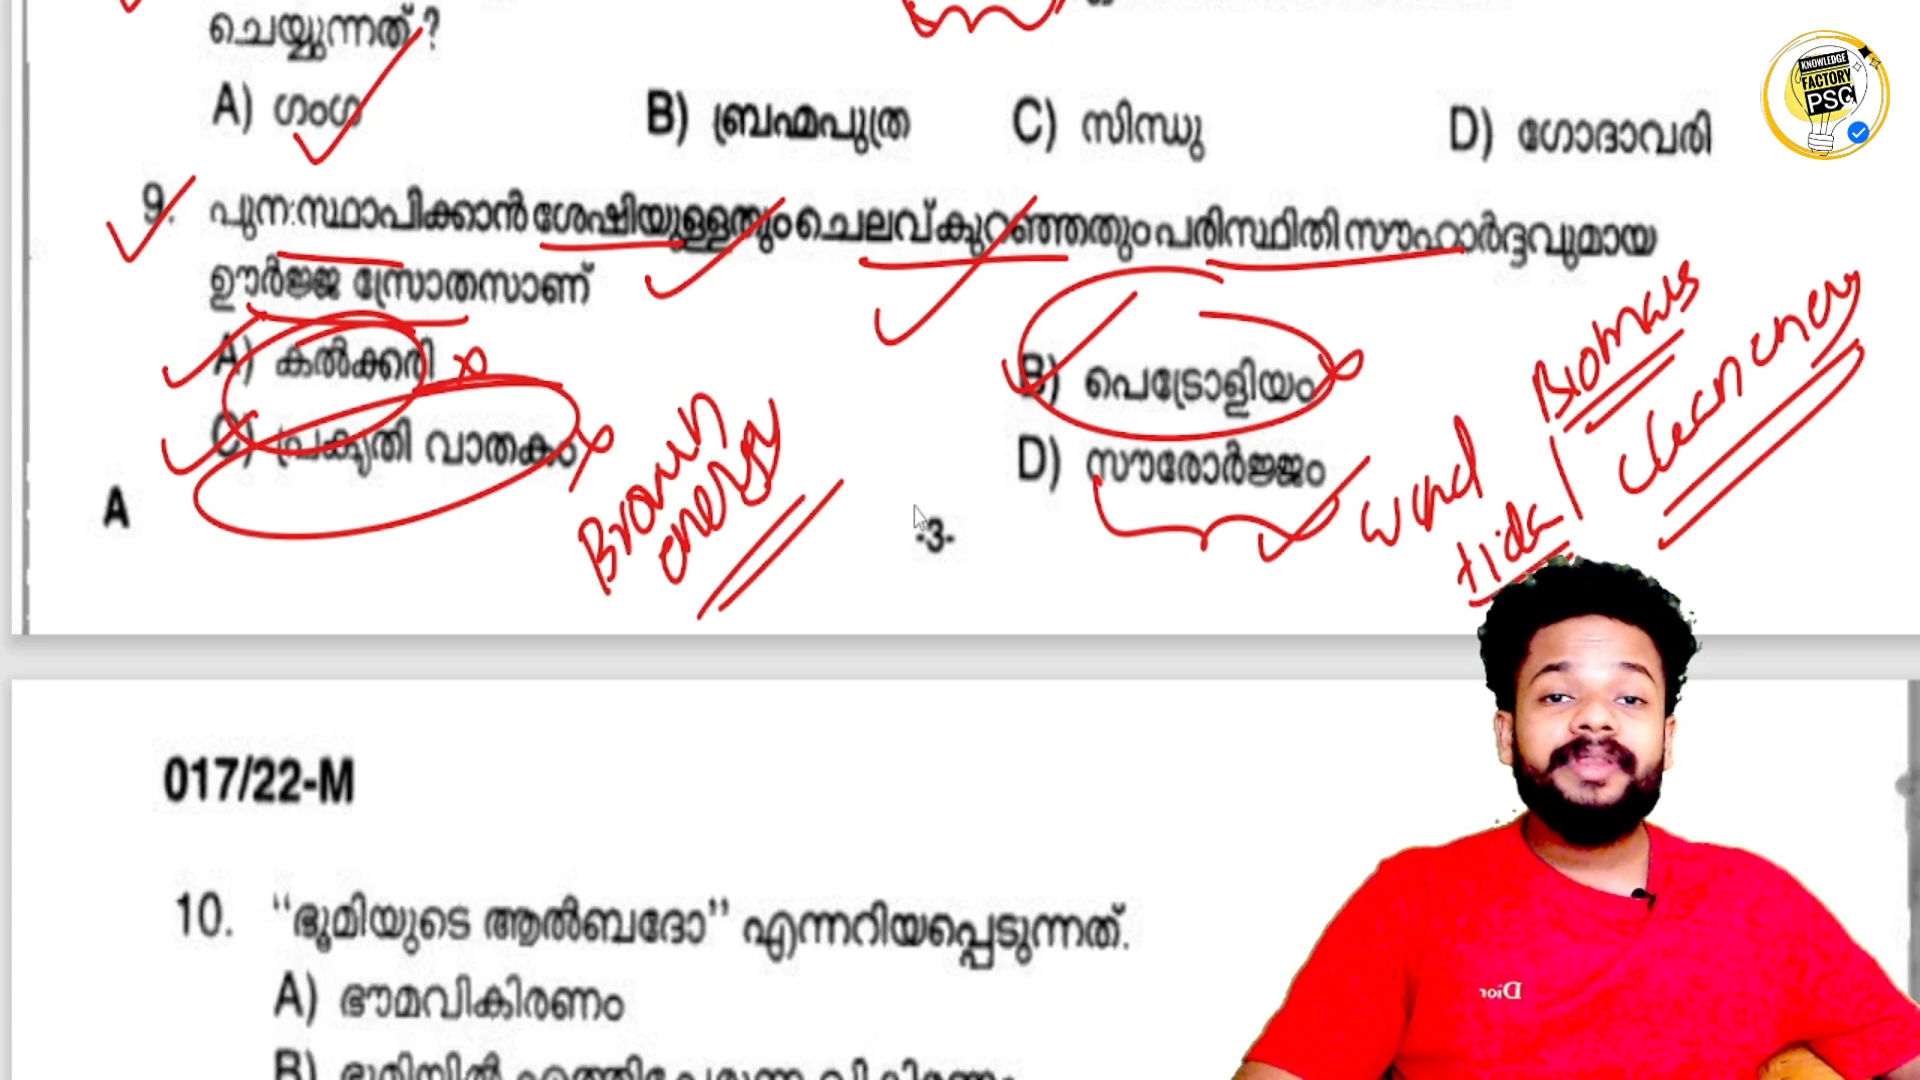 ചെയ്യുന്നത് ?
A) ഗംഗ B) ബ്രഹ്മപുത്ര C) സിന്ധു D) ഗോദാവരി
KNOWLEDGE
FACTORY
PSC
9. പുന:സ്ഥാപിക്കാൻ ശേഷിയുള്ളതും ചെലവ് കുറഞ്ഞതും പരിസ്ഥിതി സൗഹാർദ്ദവുമായ
ഊർജ്ജ സ്രോതസാണ്
A) കൽക്കരി B) പെട്രോളിയം
C) പ്രകൃതി വാതകം D) സൗരോർജ്ജം
Brown
energy
wind
tidal
Biomass
clean energy
A -3-
017/22-M
10. “ഭൂമിയുടെ ആൽബദോ” എന്നറിയപ്പെടുന്നത്.
A) ഭൗമവികിരണം
B) ഭൂമിയിൽ എത്തിച്ചേരുന്ന വികിരണം
Dior